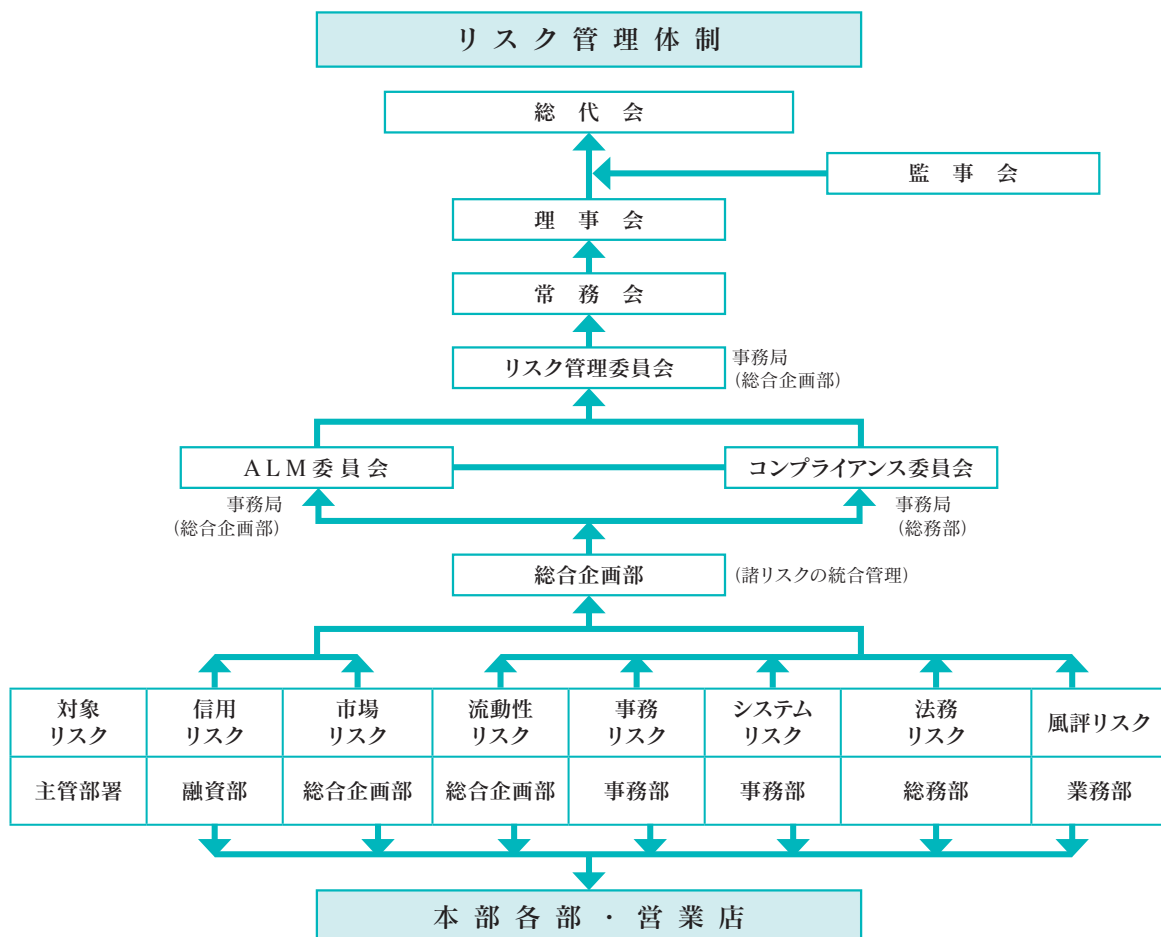 リスク管理体制
総代会
監事会
理事会
常務会
リスク管理委員会
事務局
(総合企画部)
ALM委員会
コンプライアンス委員会
事務局
(総合企画部)
事務局
(総務部)
総合企画部
(諸リスクの統合管理)
対象
リスク
信用
リスク
市場
リスク
流動性
リスク
事務
リスク
システム
リスク
法務
リスク
風評リスク
主管部署
融資部
総合企画部
総合企画部
事務部
事務部
総務部
業務部
本部各部・営業店